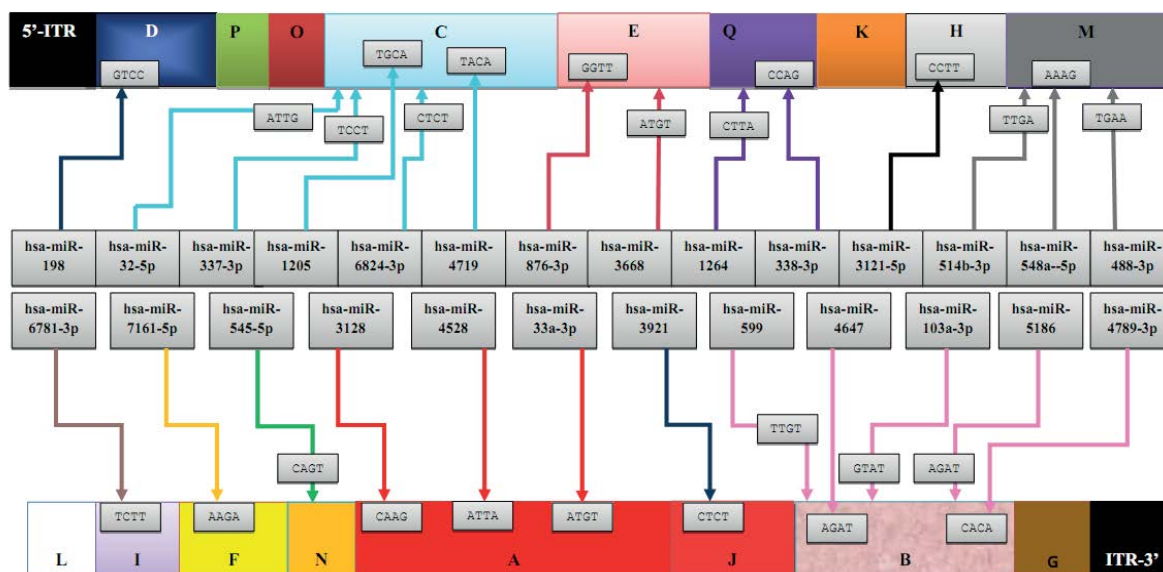 5'-ITR D P O C E Q K H M
TGCA
TACA
GGTT
CCAG
CCTT
AAAG
GTCC
ATTG
TCCT
CTCT
ATGT
CTTA
TTGA
TGAA
hsa-miR-198
hsa-miR-32-5p
hsa-miR-337-3p
hsa-miR-1205
hsa-miR-6824-3p
hsa-miR-4719
hsa-miR-876-3p
hsa-miR-3668
hsa-miR-1264
hsa-miR-338-3p
hsa-miR-3121-5p
hsa-miR-514b-3p
hsa-miR-548a--5p
hsa-miR-488-3p
hsa-miR-6781-3p
hsa-miR-7161-5p
hsa-miR-545-5p
hsa-miR-3128
hsa-miR-4528
hsa-miR-33a-3p
hsa-miR-3921
hsa-miR-599
hsa-miR-4647
hsa-miR-103a-3p
hsa-miR-5186
hsa-miR-4789-3p
TTGT
CAGT
GTAT
AGAT
TCTT
AAGA
CAAG
ATTA
ATGT
CTCT
AGAT
CACA
L I F N A J B G ITR-3'